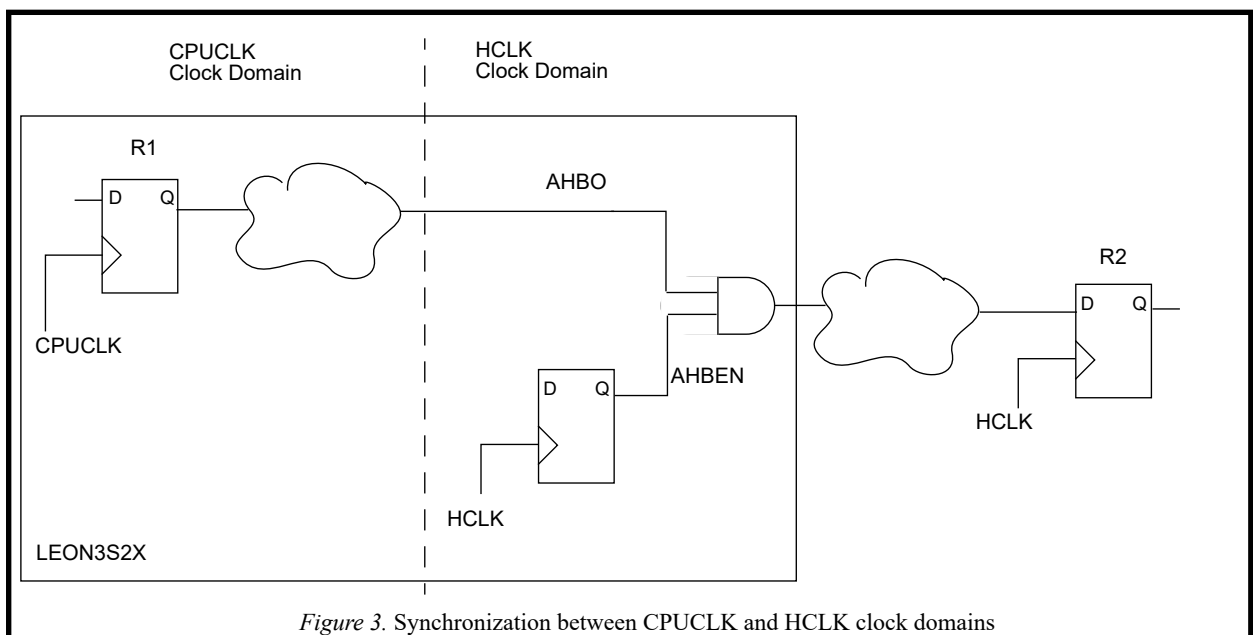 CPUCLK
Clock Domain
HCLK
Clock Domain
R1
D Q
CPUCLK
AHBO
AHBEN
D Q
HCLK
R2
D Q
HCLK
LEON3S2X
Figure 3. Synchronization between CPUCLK and HCLK clock domains